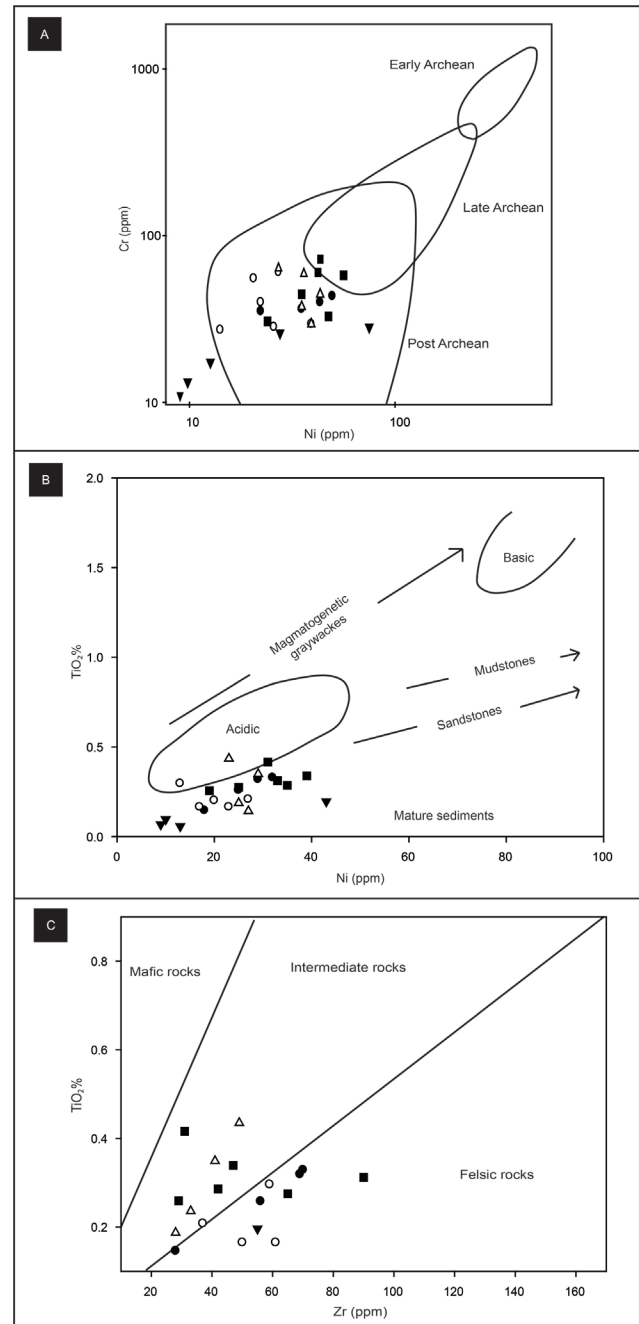 A
1000
Early Archean
Cr (ppm)
Late Archean
100
Post Archean
10
10
100
Ni (ppm)
B
2.0
Basic
1.5
Magmatogenetic
graywackes
TiO₂%
1.0
Mudstones
Acidic
Sandstones
0.5
Mature sediments
0.0
0
20
40
60
80
100
Ni (ppm)
C
Mafic rocks
Intermediate rocks
0.8
TiO₂%
0.6
0.4
Felsic rocks
0.2
20
40
60
80
100
120
140
160
Zr (ppm)